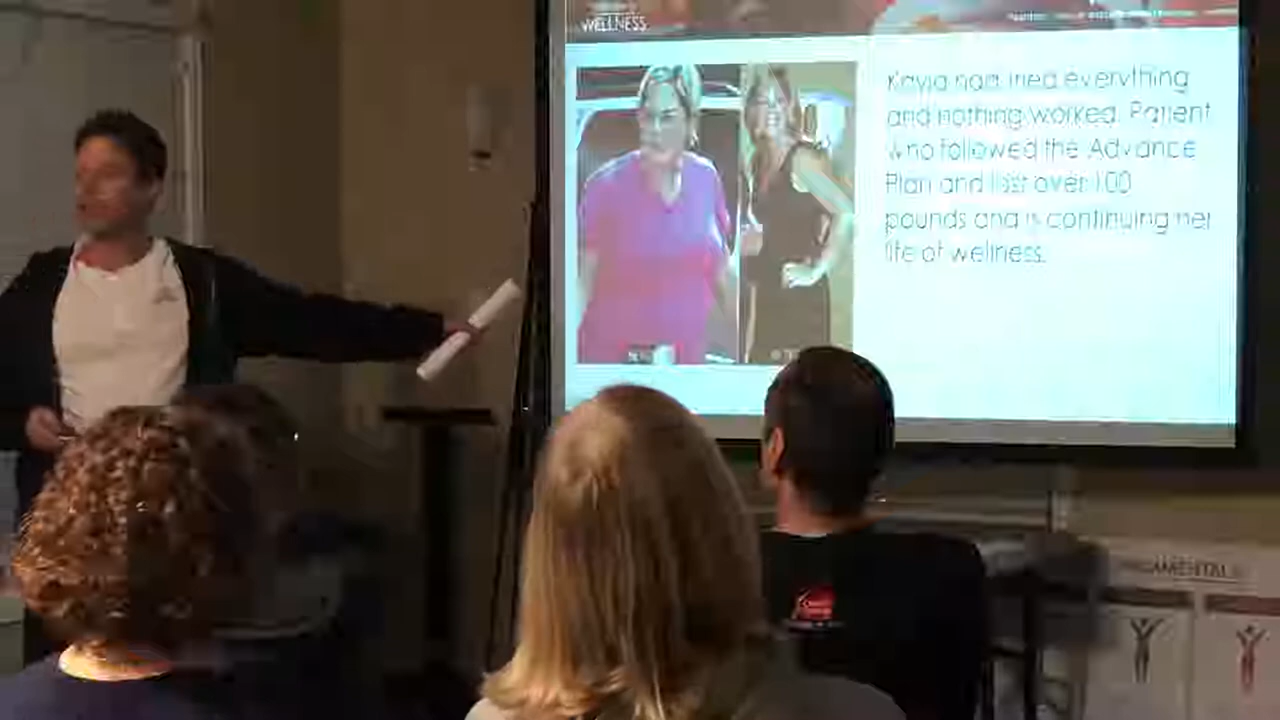 WELLNESS
Kayla had tried everything
and nothing worked. Patient
who followed the Advance
Plan and lost over 100
pounds and is continuing her
life of wellness.